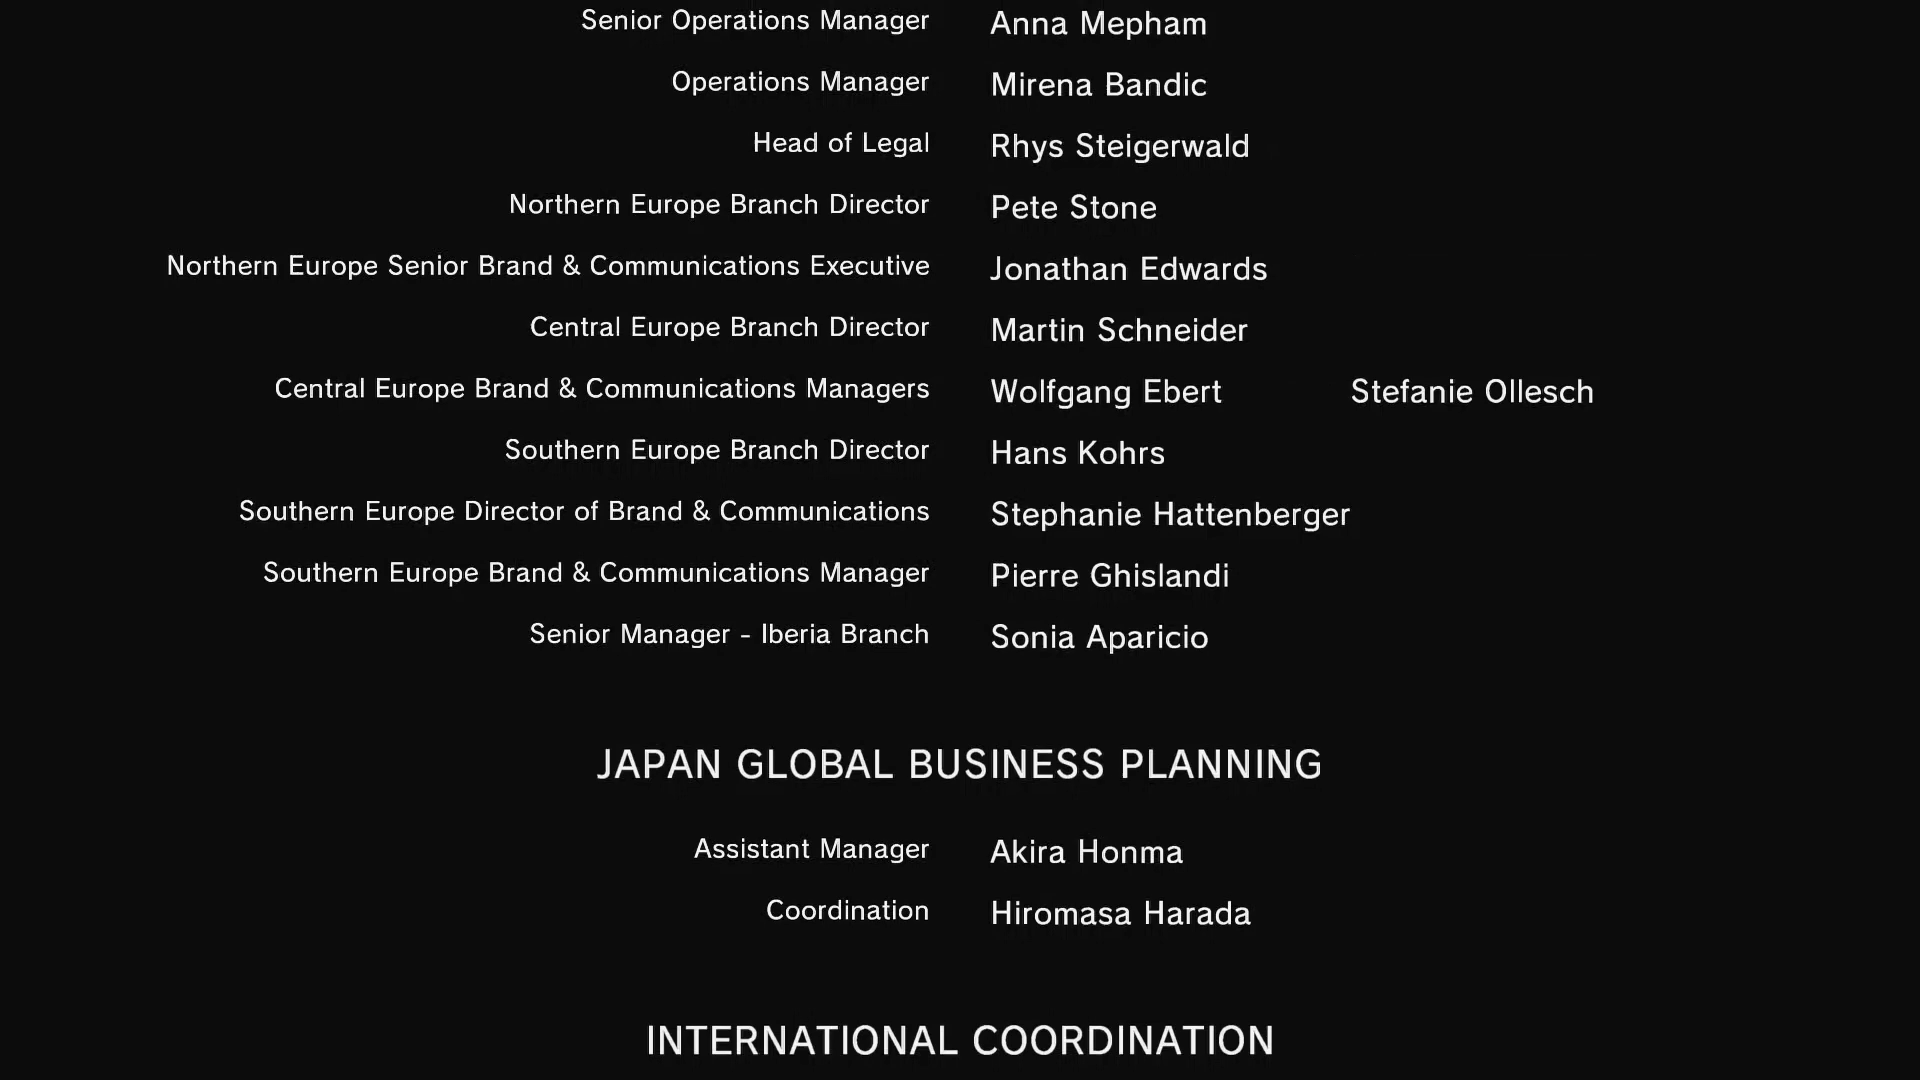 Senior Operations Manager Anna Mepham
Operations Manager Mirena Bandic
Head of Legal Rhys Steigerwald
Northern Europe Branch Director Pete Stone
Northern Europe Senior Brand & Communications Executive Jonathan Edwards
Central Europe Branch Director Martin Schneider
Central Europe Brand & Communications Managers Wolfgang Ebert Stefanie Ollesch
Southern Europe Branch Director Hans Kohrs
Southern Europe Director of Brand & Communications Stephanie Hattenberger
Southern Europe Brand & Communications Manager Pierre Ghislandi
Senior Manager - Iberia Branch Sonia Aparicio
JAPAN GLOBAL BUSINESS PLANNING
Assistant Manager Akira Honma
Coordination Hiromasa Harada
INTERNATIONAL COORDINATION